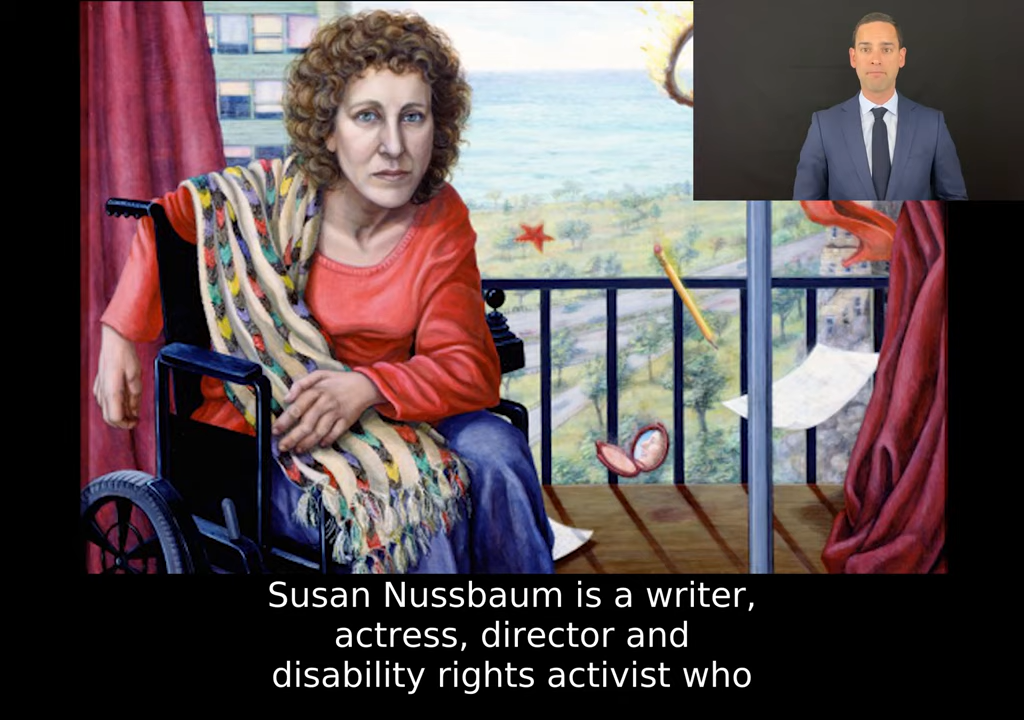 Susan Nussbaum is a writer,
actress, director and
disability rights activist who